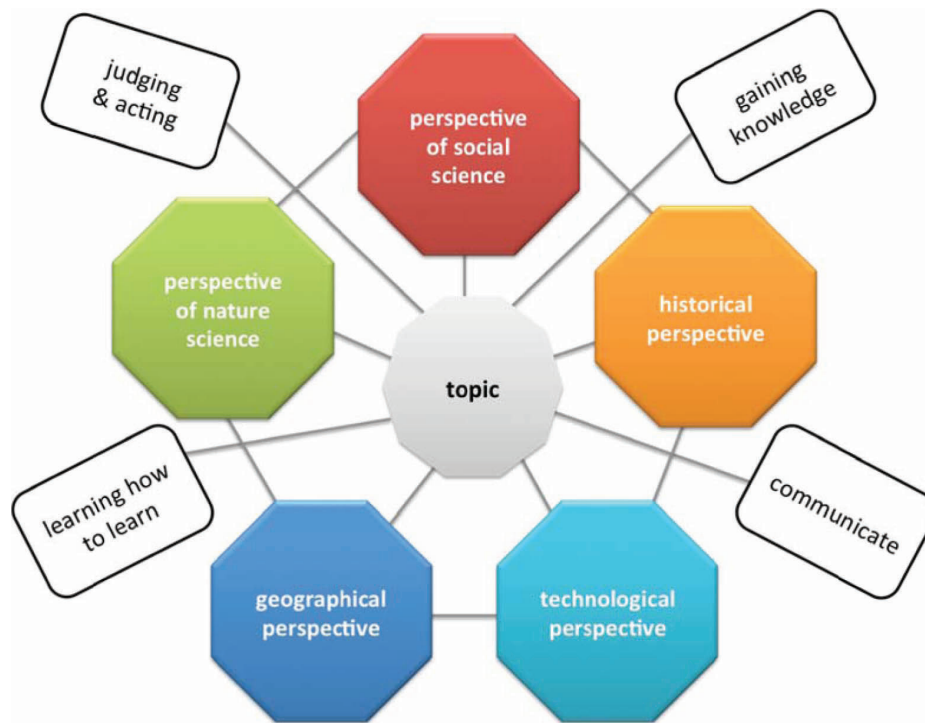 judging
& acting
perspective
of social
science
gaining
knowledge
perspective
of nature
science
historical
perspective
topic
learning how
to learn
communicate
geographical
perspective
technological
perspective